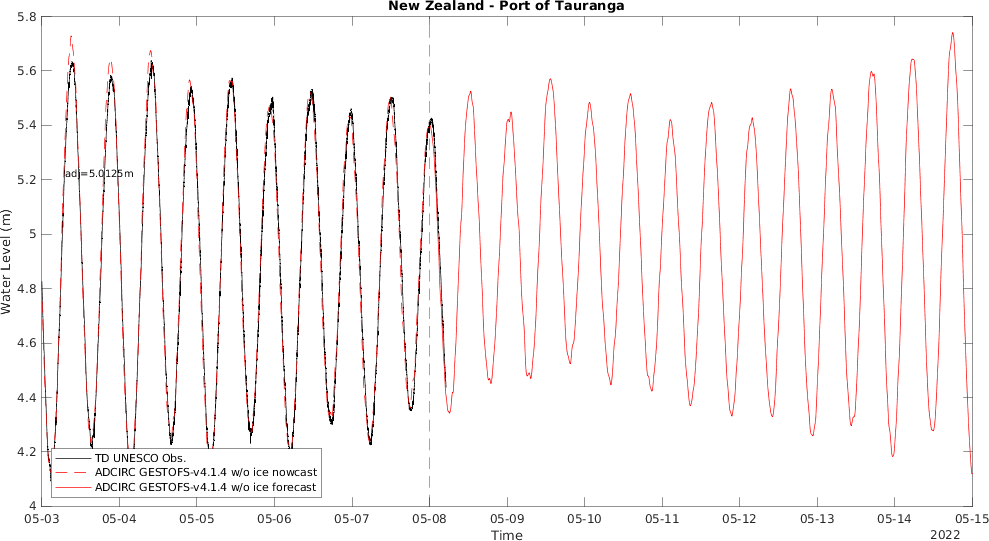 New Zealand - Port of Tauranga
5.8
5.6
5.4
5.2
5
4.8
4.6
4.4
4.2
4
Water Level (m)
adj=5.0125m
TD UNESCO Obs.
ADCIRC GESTOFS-v4.1.4 w/o ice nowcast
ADCIRC GESTOFS-v4.1.4 w/o ice forecast
05-03 05-04 05-05 05-06 05-07 05-08 05-09 05-10 05-11 05-12 05-13 05-14 05-15
Time
2022